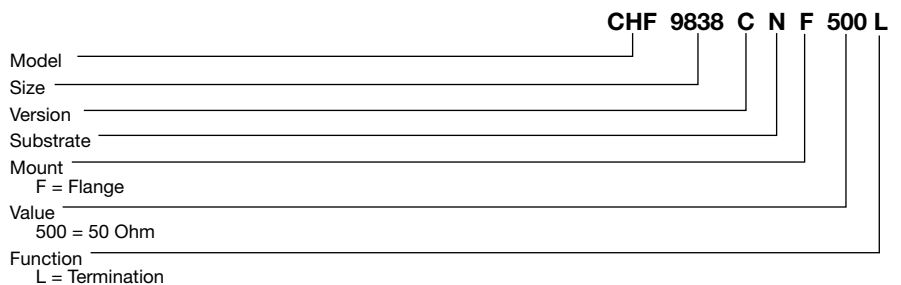 CHF 9838 C N F 500 L
Model
Size
Version
Substrate
Mount
F = Flange
Value
500 = 50 Ohm
Function
L = Termination